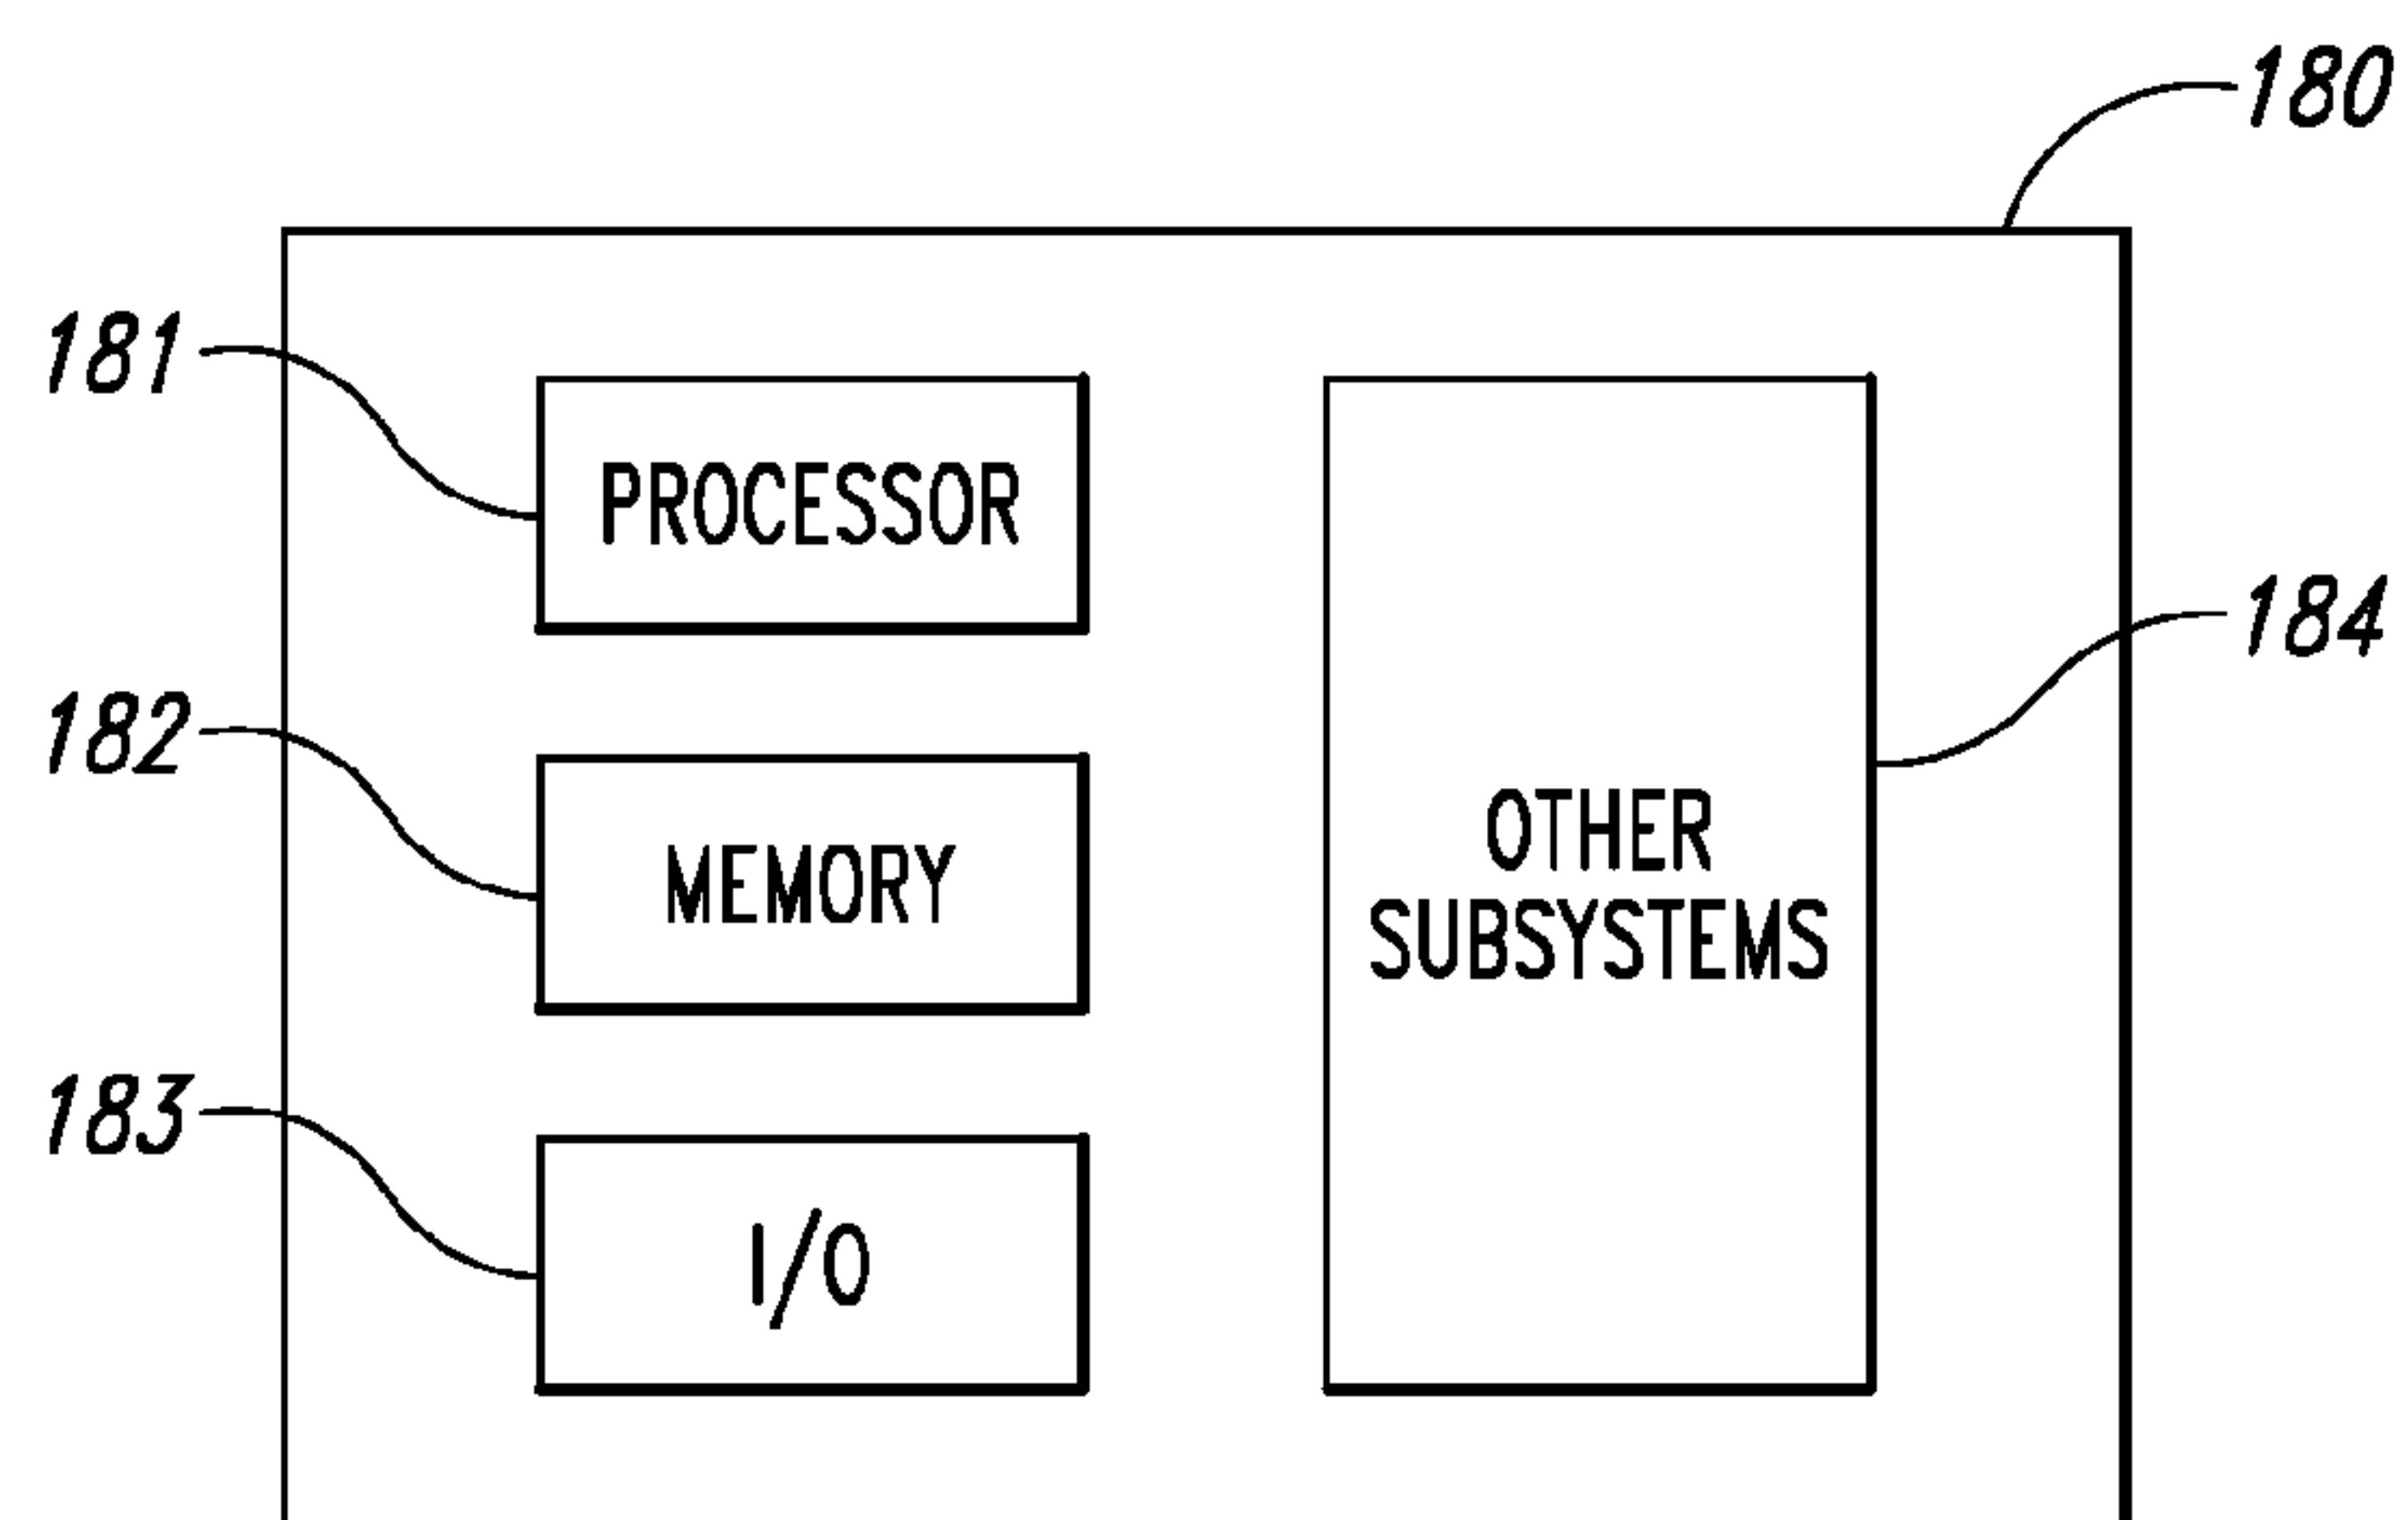 180
181
PROCESSOR
184
182
MEMORY
OTHER
SUBSYSTEMS
183
I/O